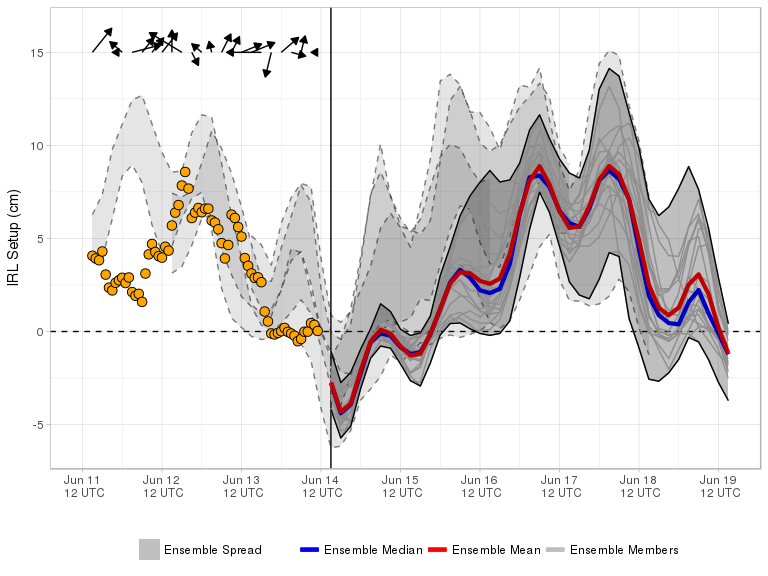 15
10
5
0
-5
IRL Setup (cm)
Jun 11 Jun 12 Jun 13 Jun 14 Jun 15 Jun 16 Jun 17 Jun 18 Jun 19
12 UTC 12 UTC 12 UTC 12 UTC 12 UTC 12 UTC 12 UTC 12 UTC 12 UTC
Ensemble Spread Ensemble Median Ensemble Mean Ensemble Members